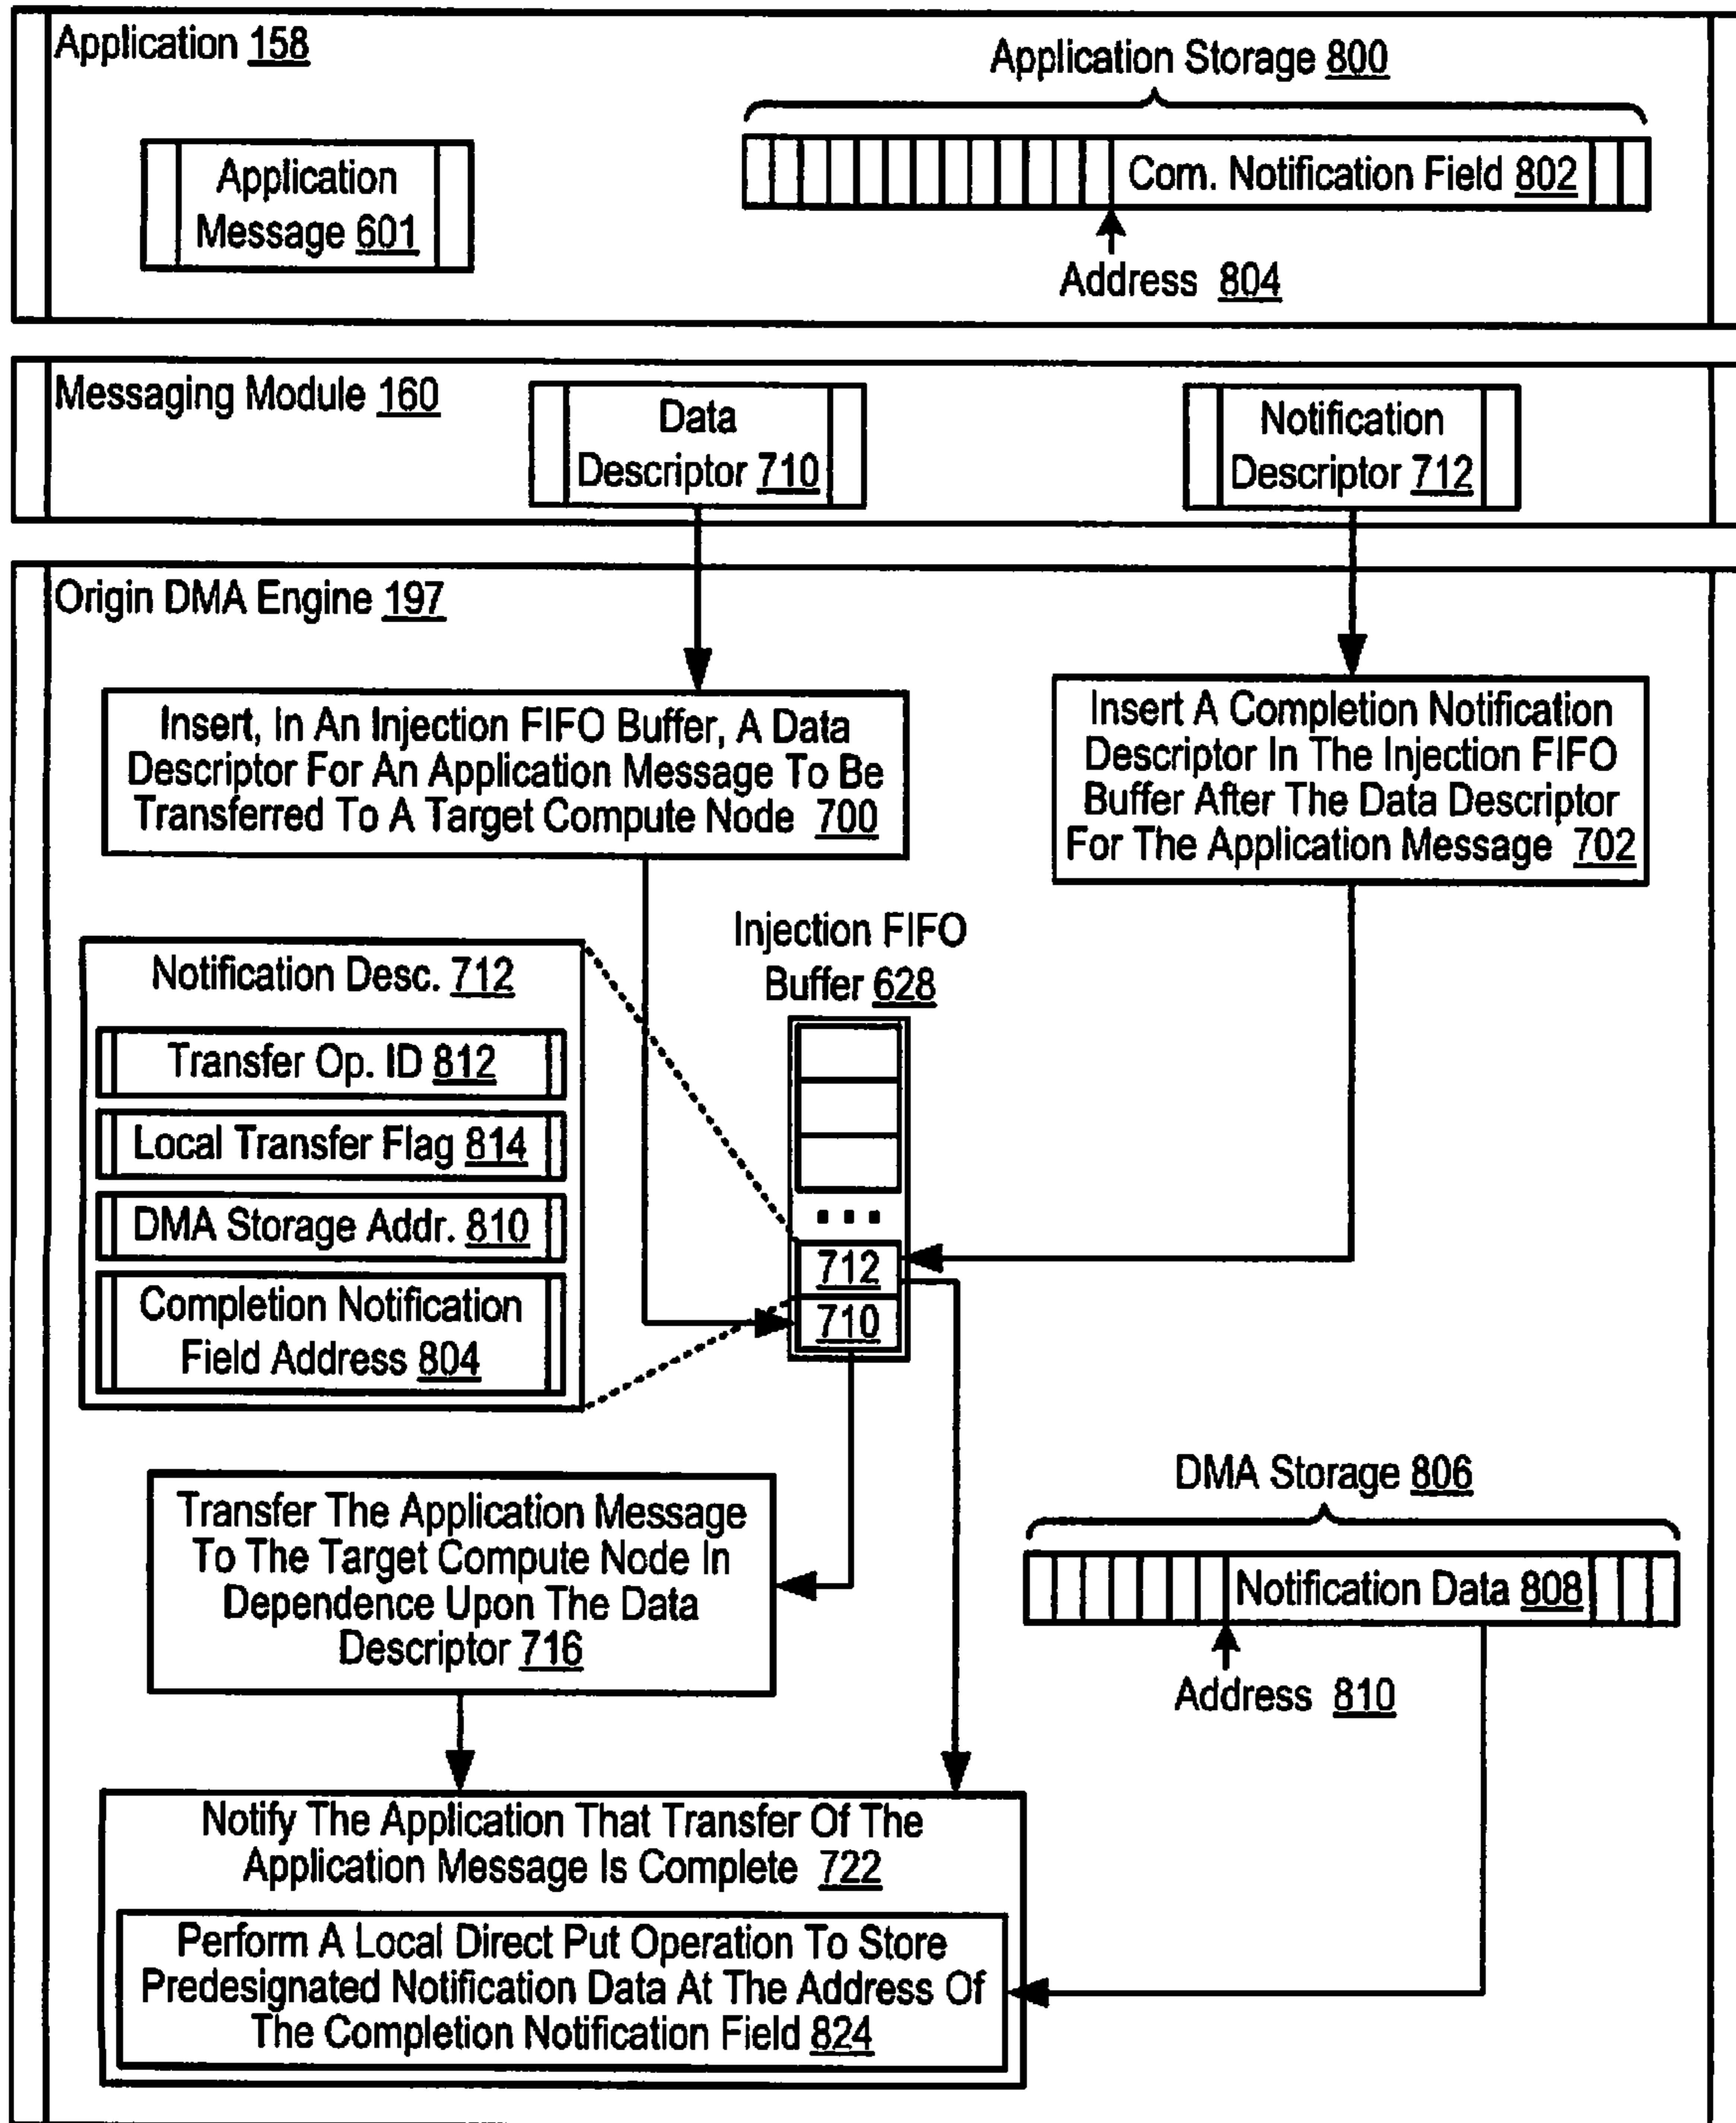 Application 158
Application Storage 800
Application
Message 601
Com. Notification Field 802
Address 804
Messaging Module 160
Data
Descriptor 710
Notification
Descriptor 712
Origin DMA Engine 197
Insert, In An Injection FIFO Buffer, A Data
Descriptor For An Application Message To Be
Transferred To A Target Compute Node 700
Insert A Completion Notification
Descriptor In The Injection FIFO
Buffer After The Data Descriptor
For The Application Message 702
Injection FIFO
Buffer 628
Notification Desc. 712
Transfer Op. ID 812
Local Transfer Flag 814
DMA Storage Addr. 810
Completion Notification
Field Address 804
...
712
710
Transfer The Application Message
To The Target Compute Node In
Dependence Upon The Data
Descriptor 716
DMA Storage 806
Notification Data 808
Address 810
Notify The Application That Transfer Of The
Application Message Is Complete 722
Perform A Local Direct Put Operation To Store
Predesignated Notification Data At The Address Of
The Completion Notification Field 824